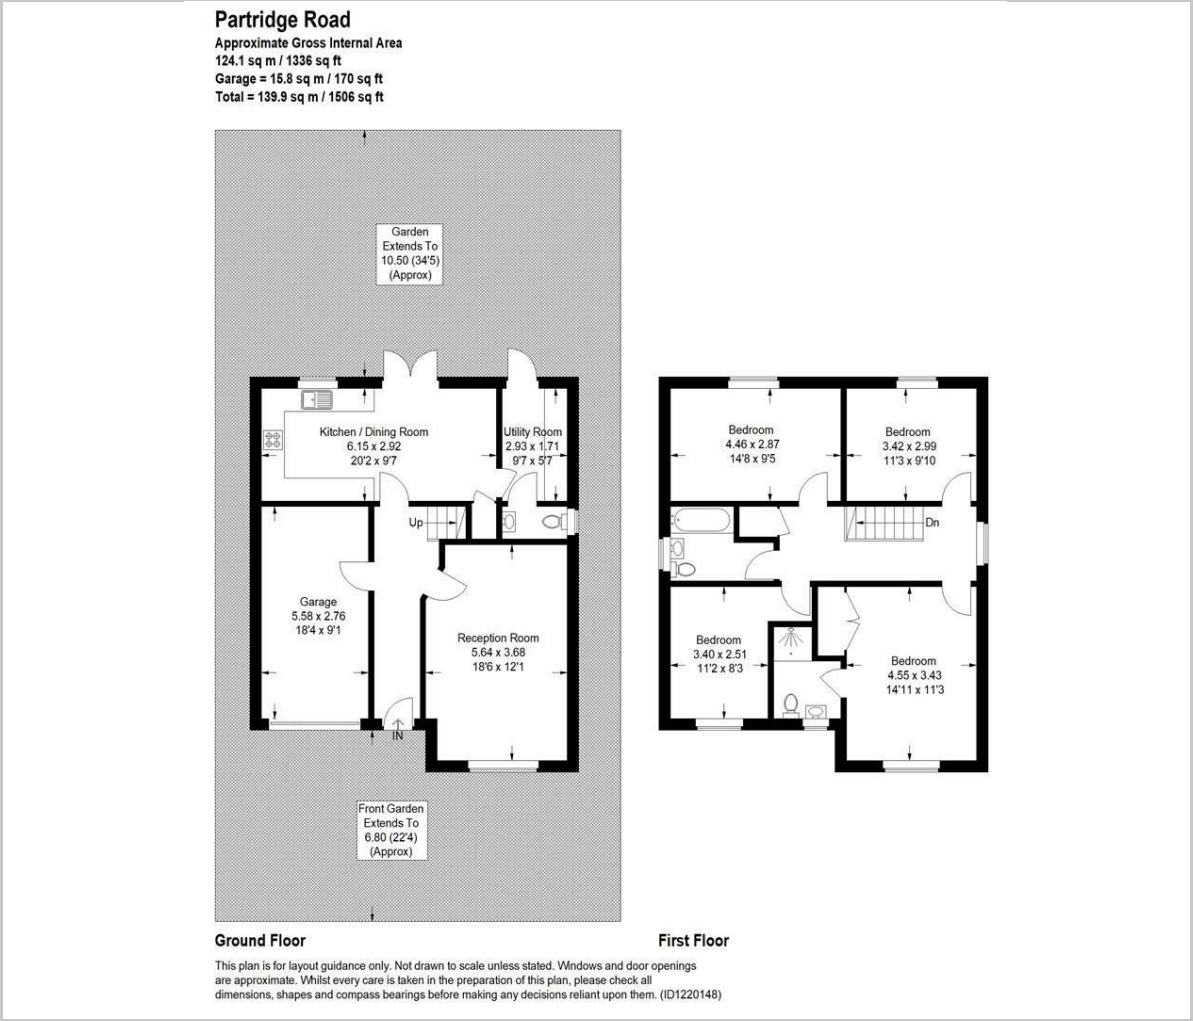 Partridge Road
Approximate Gross Internal Area
124.1 sq m / 1336 sq ft
Garage = 15.8 sq m / 170 sq ft
Total = 139.9 sq m / 1506 sq ft
Garden
Extends To
10.50 (34'5)
(Approx)
Kitchen / Dining Room
6.15 x 2.92
20'2 x 9'7
Utility Room
2.93 x 1.71
9'7 x 5'7
Up
Garage
5.58 x 2.76
18'4 x 9'1
Reception Room
5.64 x 3.68
18'6 x 12'1
IN
Front Garden
Extends To
6.80 (22'4)
(Approx)
Bedroom
4.46 x 2.87
14'8 x 9'5
Bedroom
3.42 x 2.99
11'3 x 9'10
Dn
Bedroom
3.40 x 2.51
11'2 x 8'3
Bedroom
4.55 x 3.43
14'11 x 11'3
Ground Floor
First Floor
This plan is for layout guidance only. Not drawn to scale unless stated. Windows and door openings
are approximate. Whilst every care is taken in the preparation of this plan, please check all
dimensions, shapes and compass bearings before making any decisions reliant upon them. (ID1220148)